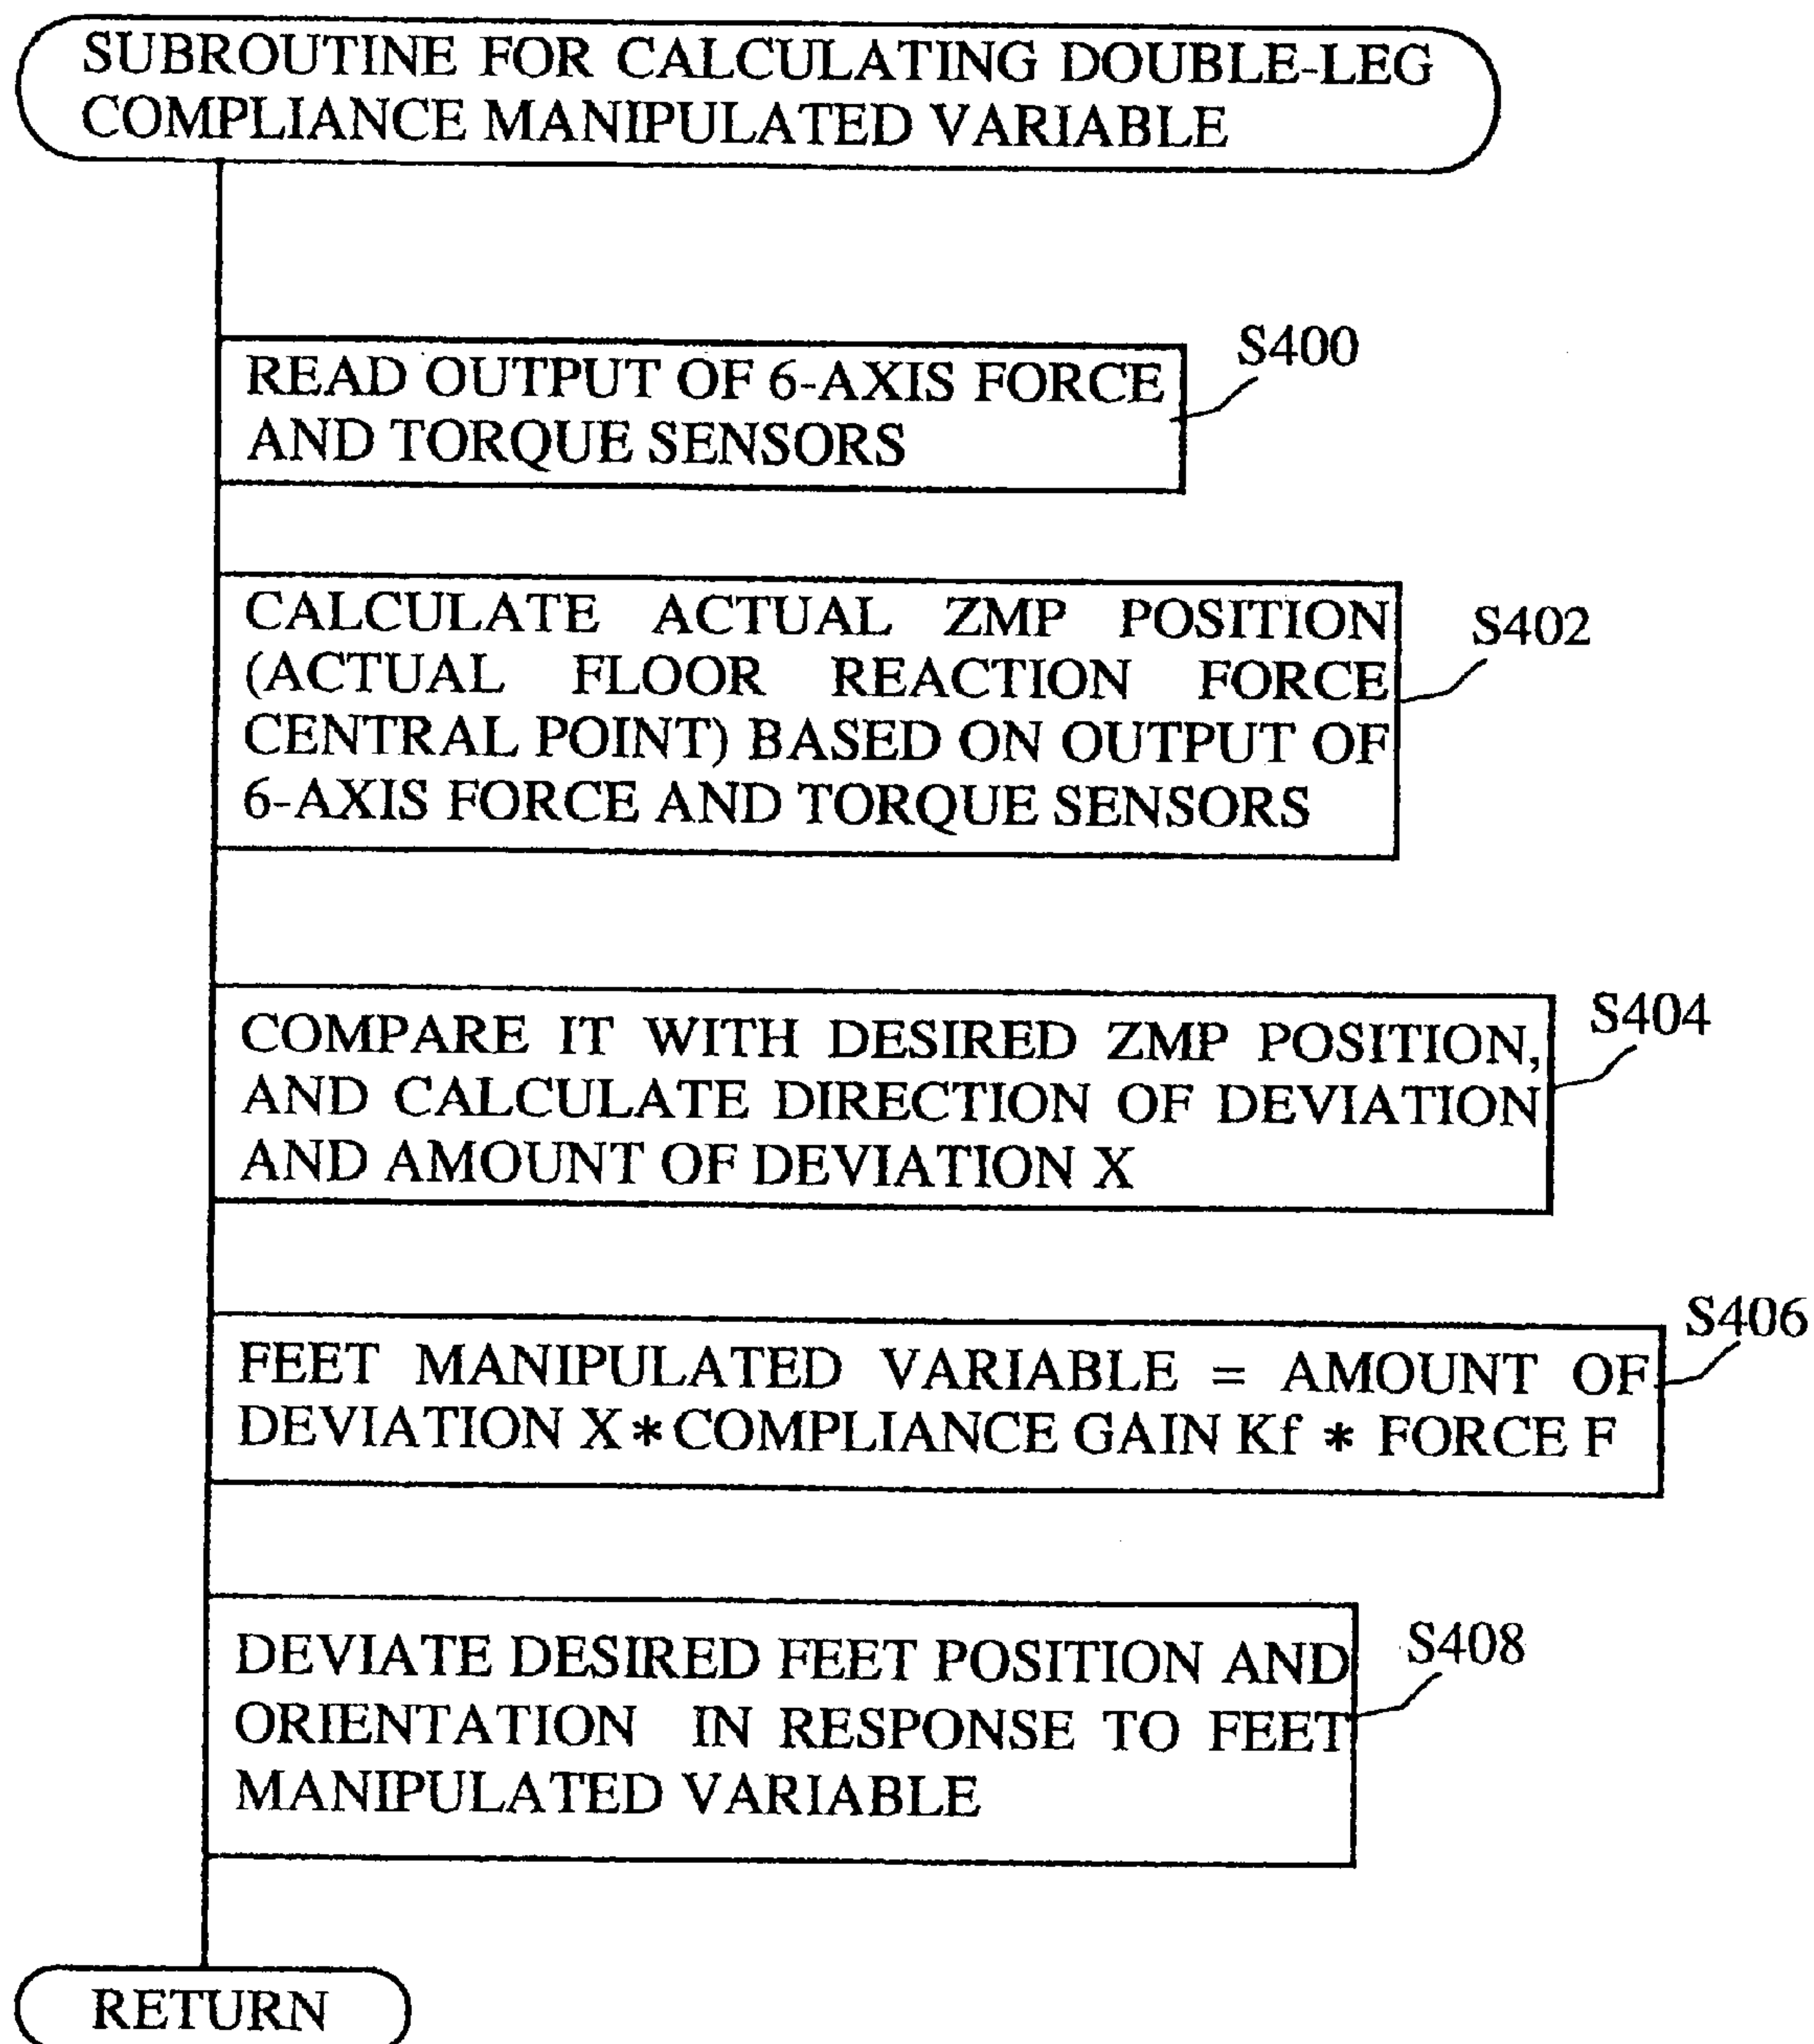 SUBROUTINE FOR CALCULATING DOUBLE-LEG
COMPLIANCE MANIPULATED VARIABLE
S400
READ OUTPUT OF 6-AXIS FORCE
AND TORQUE SENSORS
S402
CALCULATE ACTUAL ZMP POSITION
(ACTUAL FLOOR REACTION FORCE
CENTRAL POINT) BASED ON OUTPUT OF
6-AXIS FORCE AND TORQUE SENSORS
S404
COMPARE IT WITH DESIRED ZMP POSITION,
AND CALCULATE DIRECTION OF DEVIATION
AND AMOUNT OF DEVIATION X
S406
FEET MANIPULATED VARIABLE = AMOUNT OF
DEVIATION X * COMPLIANCE GAIN Kf * FORCE F
S408
DEVIATE DESIRED FEET POSITION AND
ORIENTATION IN RESPONSE TO FEET
MANIPULATED VARIABLE
RETURN